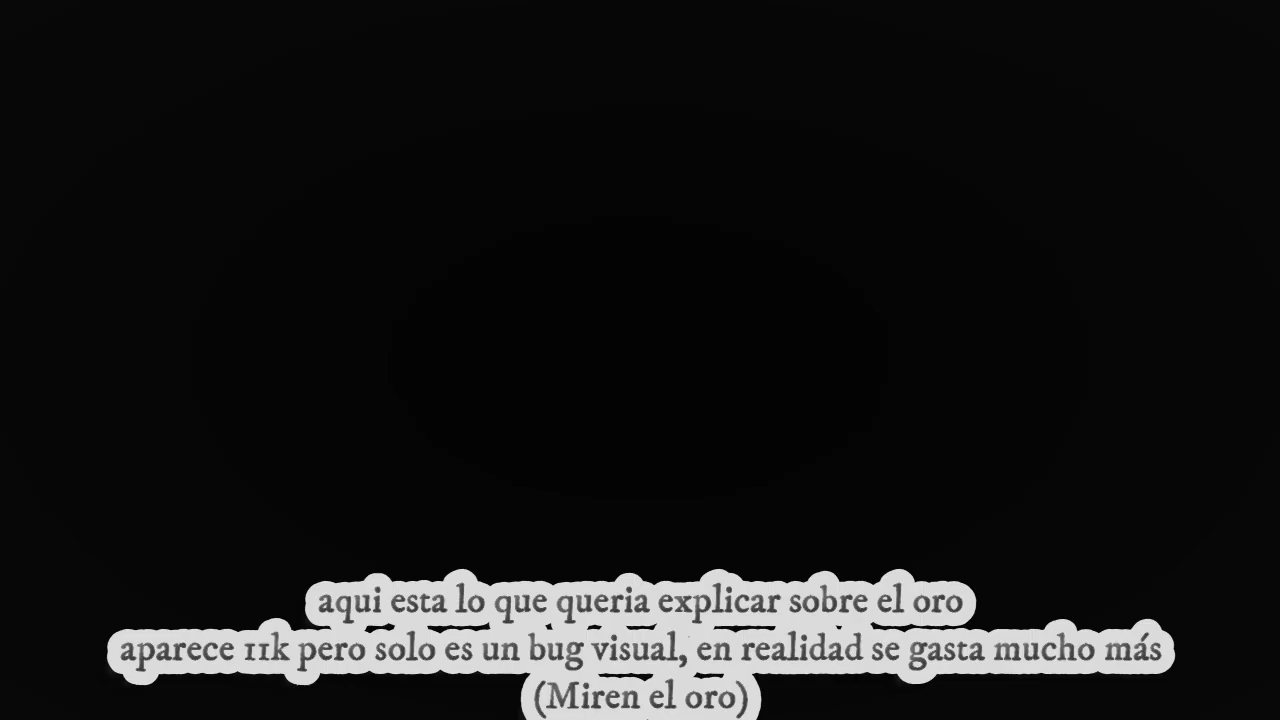 aqui esta lo que queria explicar sobre el oro
aparece 11k pero solo es un bug visual, en realidad se gasta mucho más
(Miren el oro)